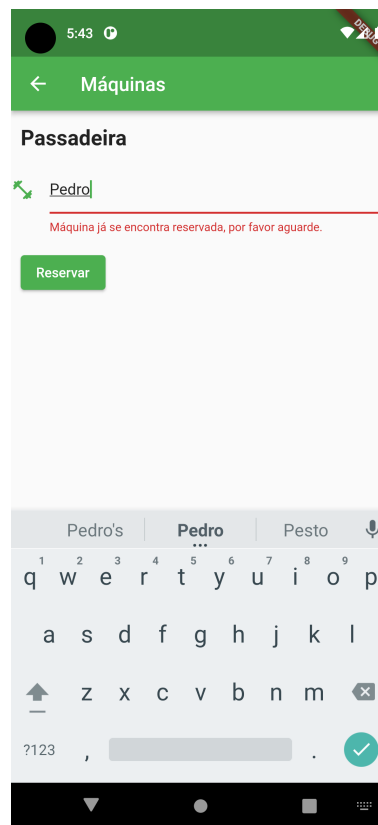 5:43
DEBUG
Máquinas
Passadeira
Pedro
Máquina já se encontra reservada, por favor aguarde.
Reservar
Pedro's Pedro Pesto
1 2 3 4 5 6 7 8 9
q w e r t y u i o p
a s d f g h j k l
z x c v b n m
?123 , .